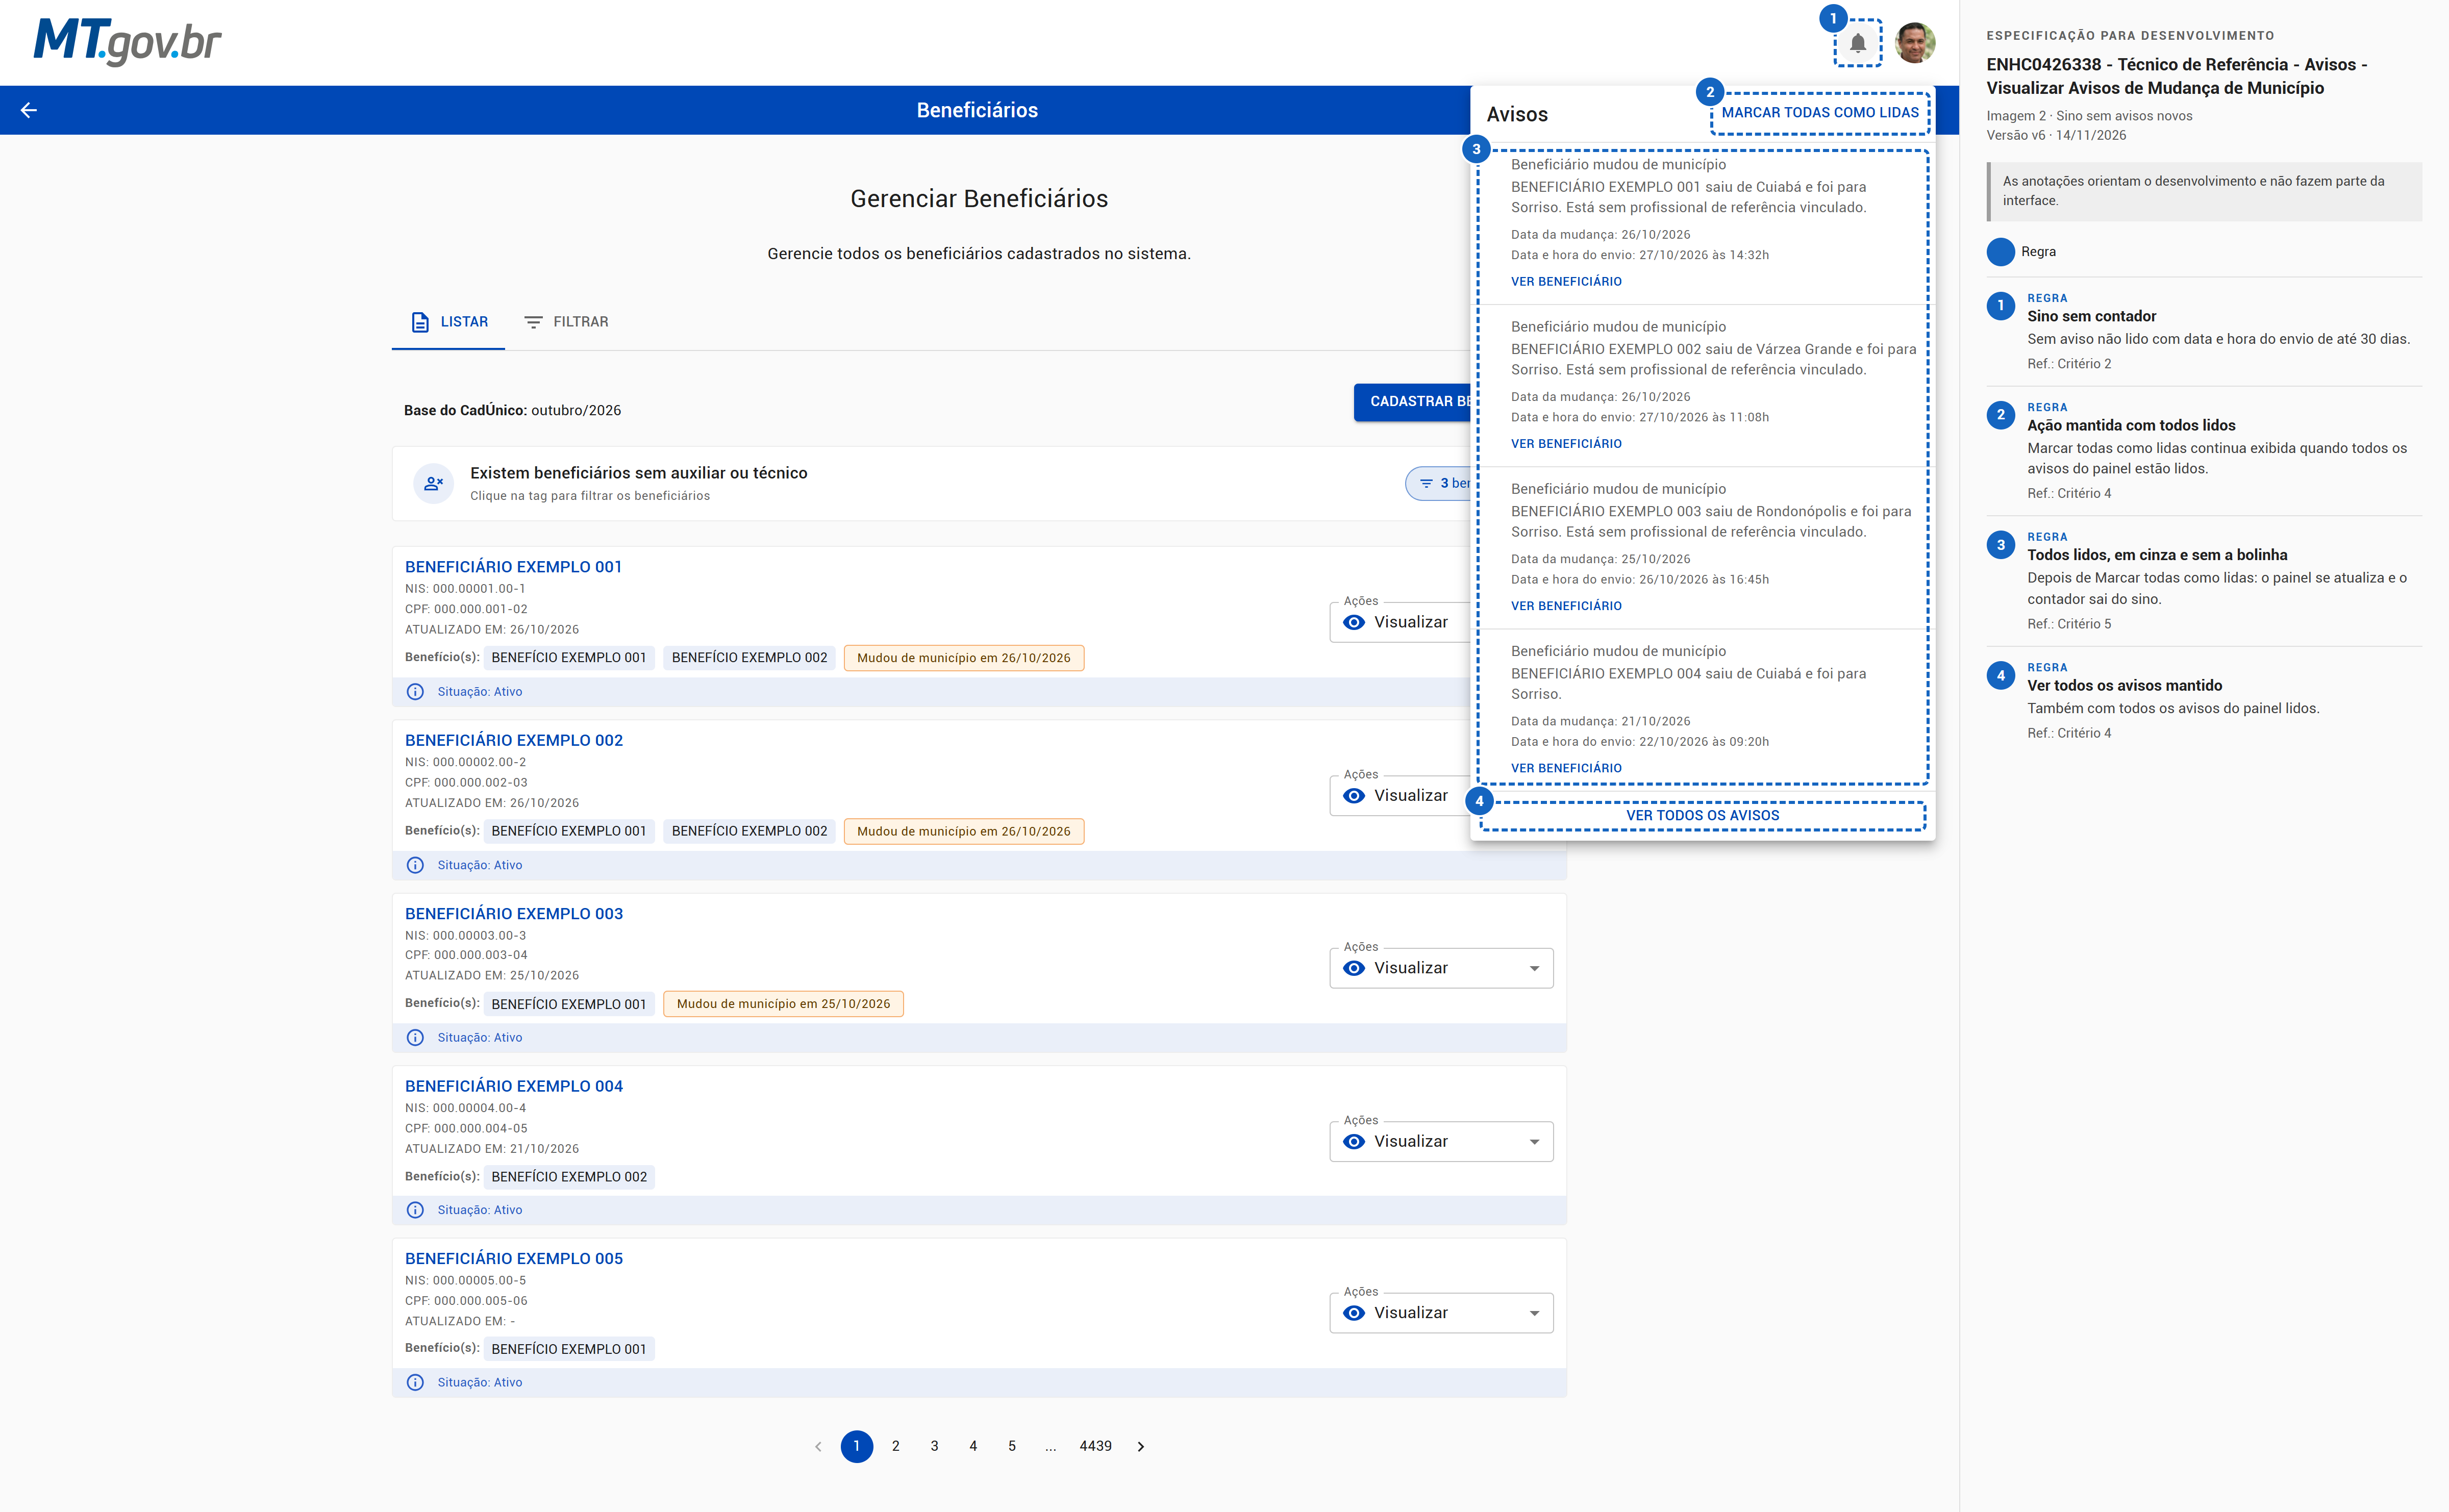 MT.gov.br
1
Beneficiários
Avisos
2
MARCAR TODAS COMO LIDAS
3
Beneficiário mudou de município
BENEFICIÁRIO EXEMPLO 001 saiu de Cuiabá e foi para
Sorriso. Está sem profissional de referência vinculado.
Data da mudança: 26/10/2026
Data e hora do envio: 27/10/2026 às 14:32h
VER BENEFICIÁRIO
Beneficiário mudou de município
BENEFICIÁRIO EXEMPLO 002 saiu de Várzea Grande e foi para
Sorriso. Está sem profissional de referência vinculado.
Data da mudança: 26/10/2026
Data e hora do envio: 27/10/2026 às 11:08h
VER BENEFICIÁRIO
Beneficiário mudou de município
BENEFICIÁRIO EXEMPLO 003 saiu de Rondonópolis e foi para
Sorriso. Está sem profissional de referência vinculado.
Data da mudança: 25/10/2026
Data e hora do envio: 26/10/2026 às 16:45h
VER BENEFICIÁRIO
Beneficiário mudou de município
BENEFICIÁRIO EXEMPLO 004 saiu de Cuiabá e foi para
Sorriso.
Data da mudança: 21/10/2026
Data e hora do envio: 22/10/2026 às 09:20h
VER BENEFICIÁRIO
4
VER TODOS OS AVISOS
Gerenciar Beneficiários
Gerencie todos os beneficiários cadastrados no sistema.
LISTAR
FILTRAR
Base do CadÚnico: outubro/2026
CADASTRAR BE
Existem beneficiários sem auxiliar ou técnico
Clique na tag para filtrar os beneficiários
3 ber
BENEFICIÁRIO EXEMPLO 001
NIS: 000.00001.00-1
CPF: 000.000.001-02
ATUALIZADO EM: 26/10/2026
Benefício(s): BENEFÍCIO EXEMPLO 001 BENEFÍCIO EXEMPLO 002 Mudou de município em 26/10/2026
Ações
Visualizar
Situação: Ativo
BENEFICIÁRIO EXEMPLO 002
NIS: 000.00002.00-2
CPF: 000.000.002-03
ATUALIZADO EM: 26/10/2026
Benefício(s): BENEFÍCIO EXEMPLO 001 BENEFÍCIO EXEMPLO 002 Mudou de município em 26/10/2026
Ações
Visualizar
Situação: Ativo
BENEFICIÁRIO EXEMPLO 003
NIS: 000.00003.00-3
CPF: 000.000.003-04
ATUALIZADO EM: 25/10/2026
Benefício(s): BENEFÍCIO EXEMPLO 001 Mudou de município em 25/10/2026
Ações
Visualizar
Situação: Ativo
BENEFICIÁRIO EXEMPLO 004
NIS: 000.00004.00-4
CPF: 000.000.004-05
ATUALIZADO EM: 21/10/2026
Benefício(s): BENEFÍCIO EXEMPLO 002
Ações
Visualizar
Situação: Ativo
BENEFICIÁRIO EXEMPLO 005
NIS: 000.00005.00-5
CPF: 000.000.005-06
ATUALIZADO EM: -
Benefício(s): BENEFÍCIO EXEMPLO 001
Ações
Visualizar
Situação: Ativo
1 2 3 4 5 ... 4439
ESPECIFICAÇÃO PARA DESENVOLVIMENTO
ENHC0426338 - Técnico de Referência - Avisos -
Visualizar Avisos de Mudança de Município
Imagem 2 · Sino sem avisos novos
Versão v6 · 14/11/2026
As anotações orientam o desenvolvimento e não fazem parte da
interface.
Regra
1
REGRA
Sino sem contador
Sem aviso não lido com data e hora do envio de até 30 dias.
Ref.: Critério 2
2
REGRA
Ação mantida com todos lidos
Marcar todas como lidas continua exibida quando todos os
avisos do painel estão lidos.
Ref.: Critério 4
3
REGRA
Todos lidos, em cinza e sem a bolinha
Depois de Marcar todas como lidas: o painel se atualiza e o
contador sai do sino.
Ref.: Critério 5
4
REGRA
Ver todos os avisos mantido
Também com todos os avisos do painel lidos.
Ref.: Critério 4